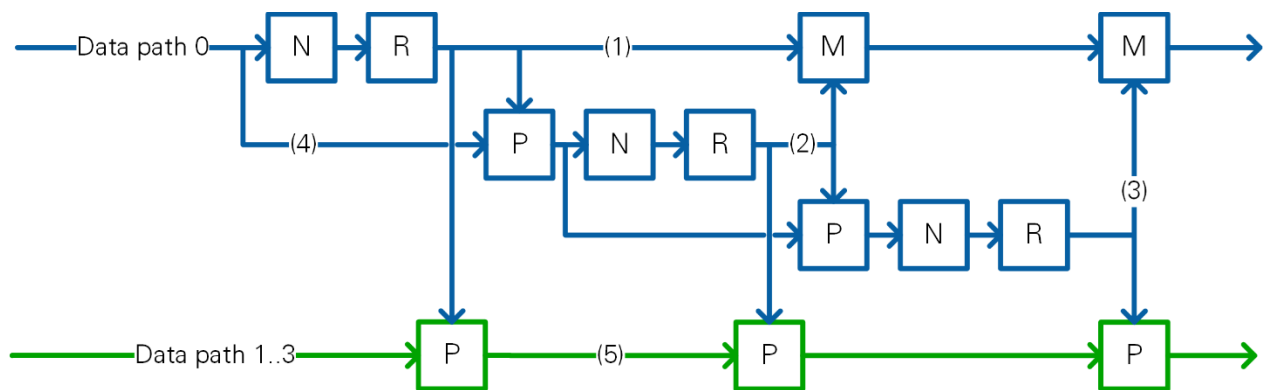 Data path 0 N R (1) M M
(4) P N R (2)
P N R (3)
Data path 1..3 P (5) P P